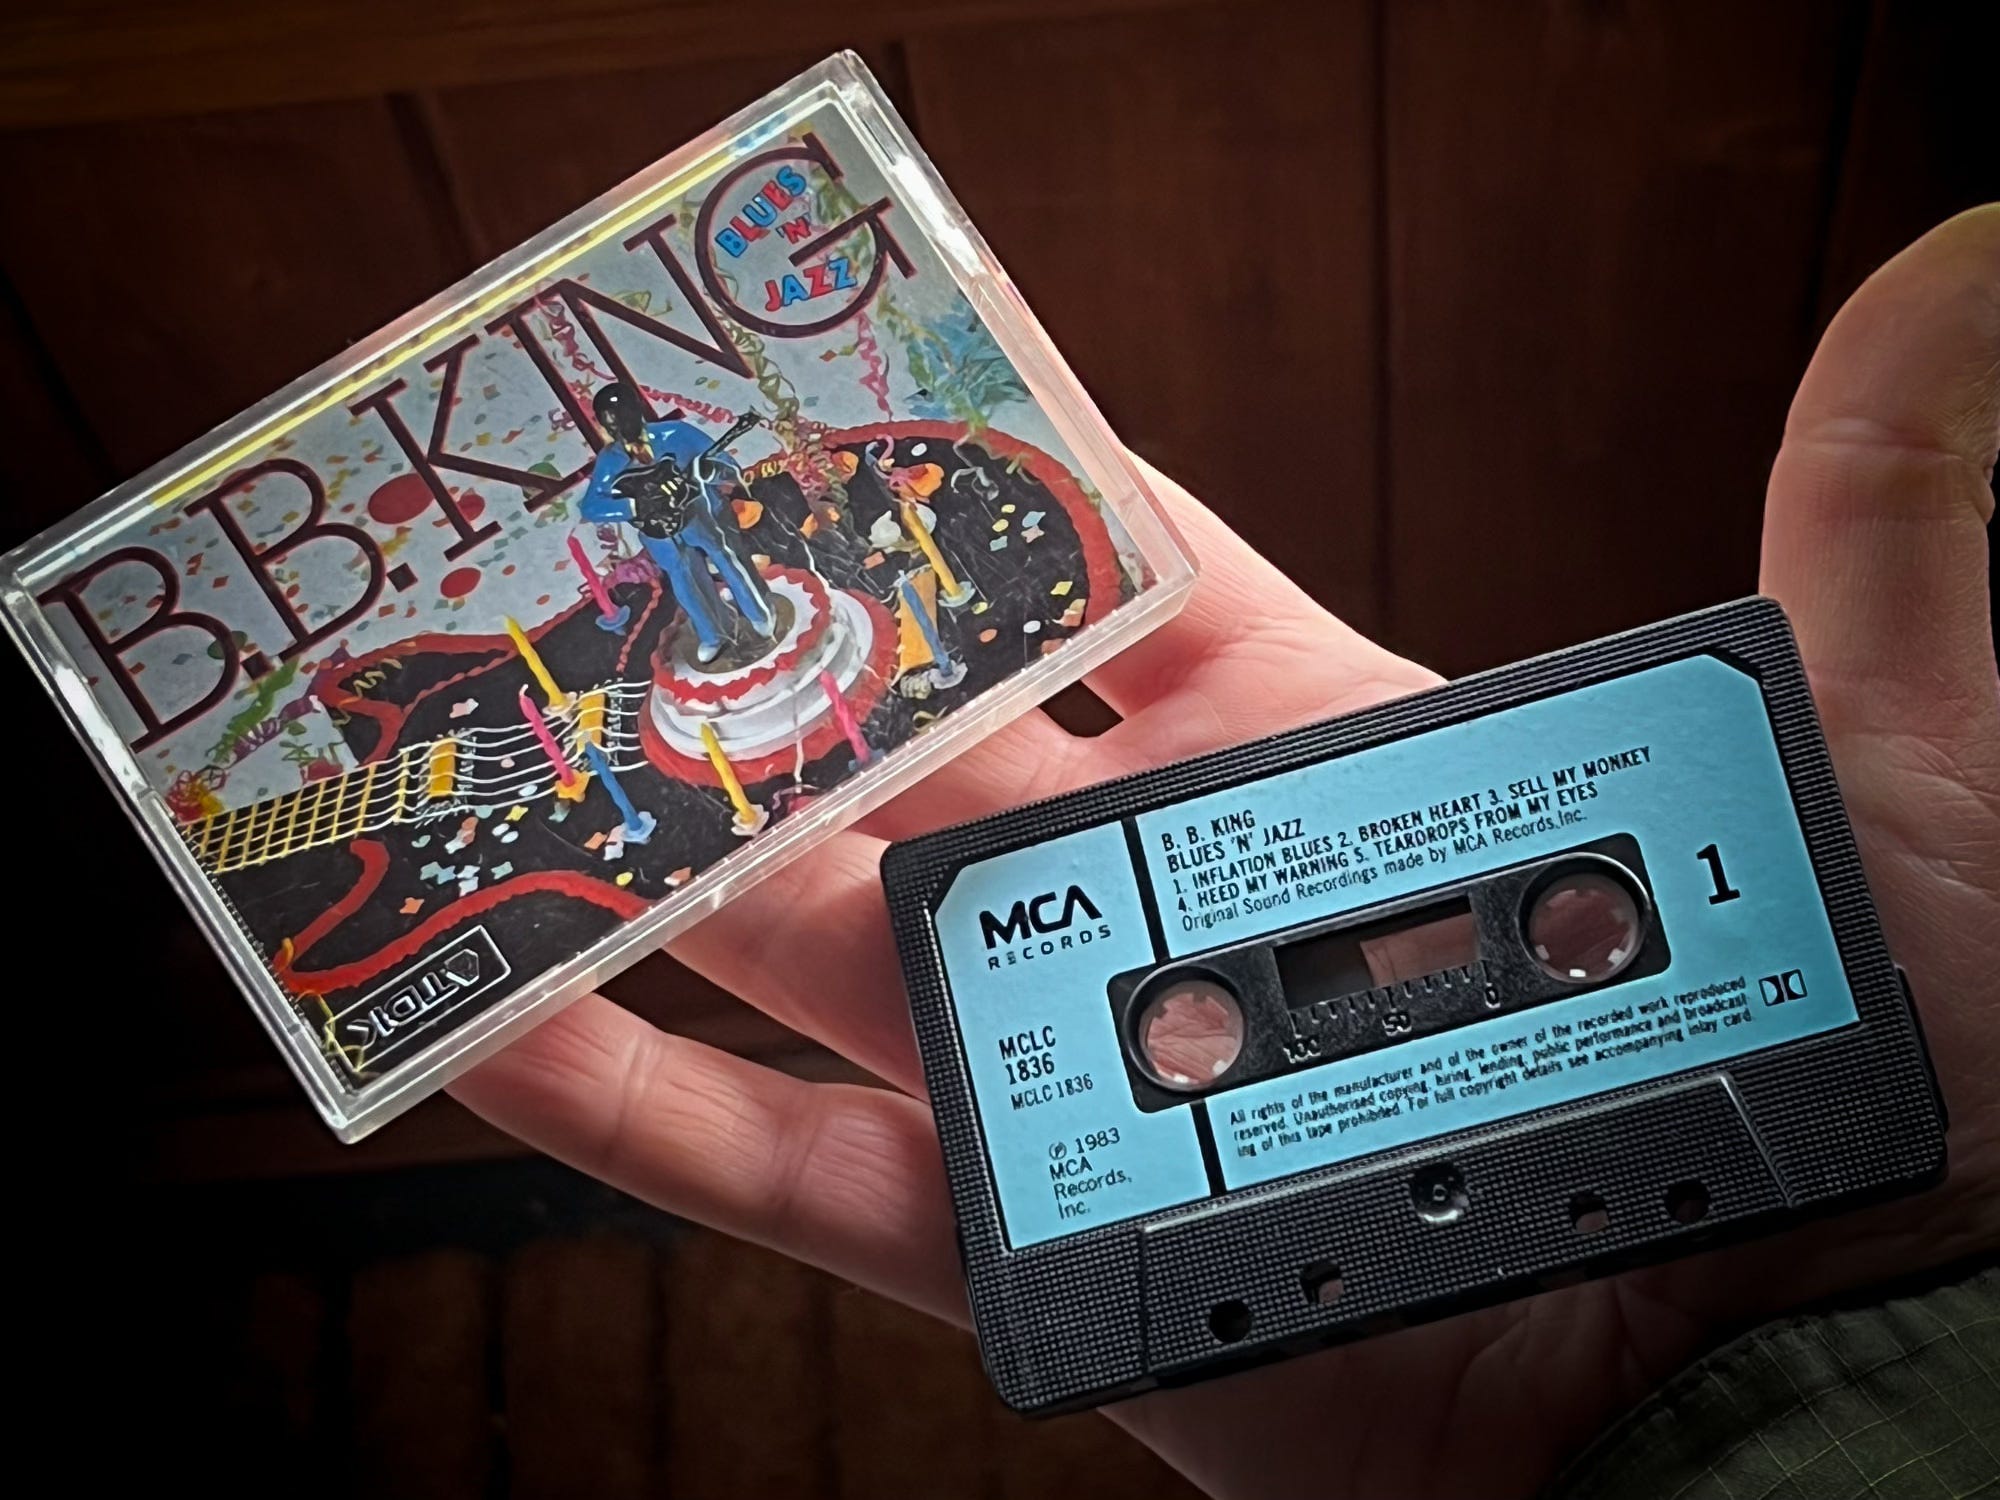 B.B.KING
BLUES
'N'
JAZZ
TDK
MCA
RECORDS
MCLC
1836
MCLC 1836
℗ 1983
MCA
Records,
Inc.
B. B. KING
BLUES 'N' JAZZ
1. INFLATION BLUES 2. BROKEN HEART 3. SELL MY MONKEY
4. HEED MY WARNING 5. TEARDROPS FROM MY EYES
Original Sound Recordings made by MCA Records,Inc.
1
100 50 0
All rights of the manufacturer and of the owner of the recorded work reproduced
reserved. Unauthorised copying, hiring, lending, public performance and broadcast-
ing of this tape prohibited. For full copyright details see accompanying inlay card.